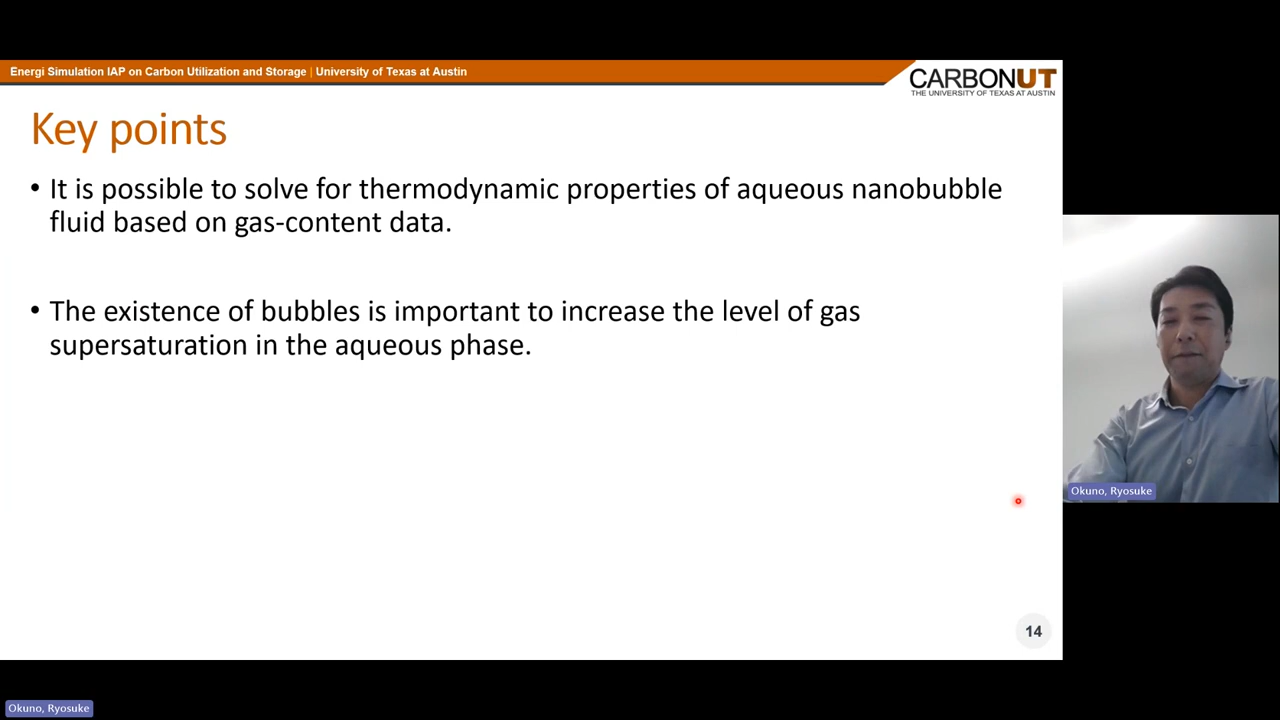 Energi Simulation IAP on Carbon Utilization and Storage | University of Texas at Austin
CARBONUT
THE UNIVERSITY OF TEXAS AT AUSTIN
Key points
• It is possible to solve for thermodynamic properties of aqueous nanobubble
fluid based on gas-content data.
• The existence of bubbles is important to increase the level of gas
supersaturation in the aqueous phase.
Okuno, Ryosuke
14
Okuno, Ryosuke